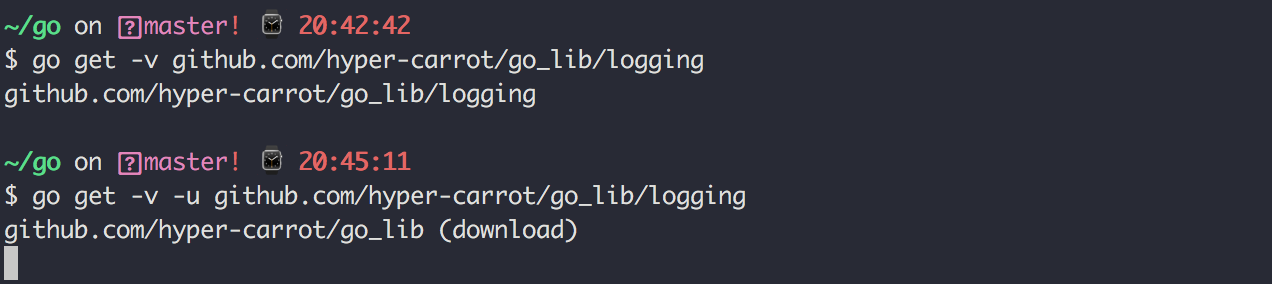 ~/go on ?master! ⌚ 20:42:42
$ go get -v github.com/hyper-carrot/go_lib/logging
github.com/hyper-carrot/go_lib/logging
~/go on ?master! ⌚ 20:45:11
$ go get -v -u github.com/hyper-carrot/go_lib/logging
github.com/hyper-carrot/go_lib (download)